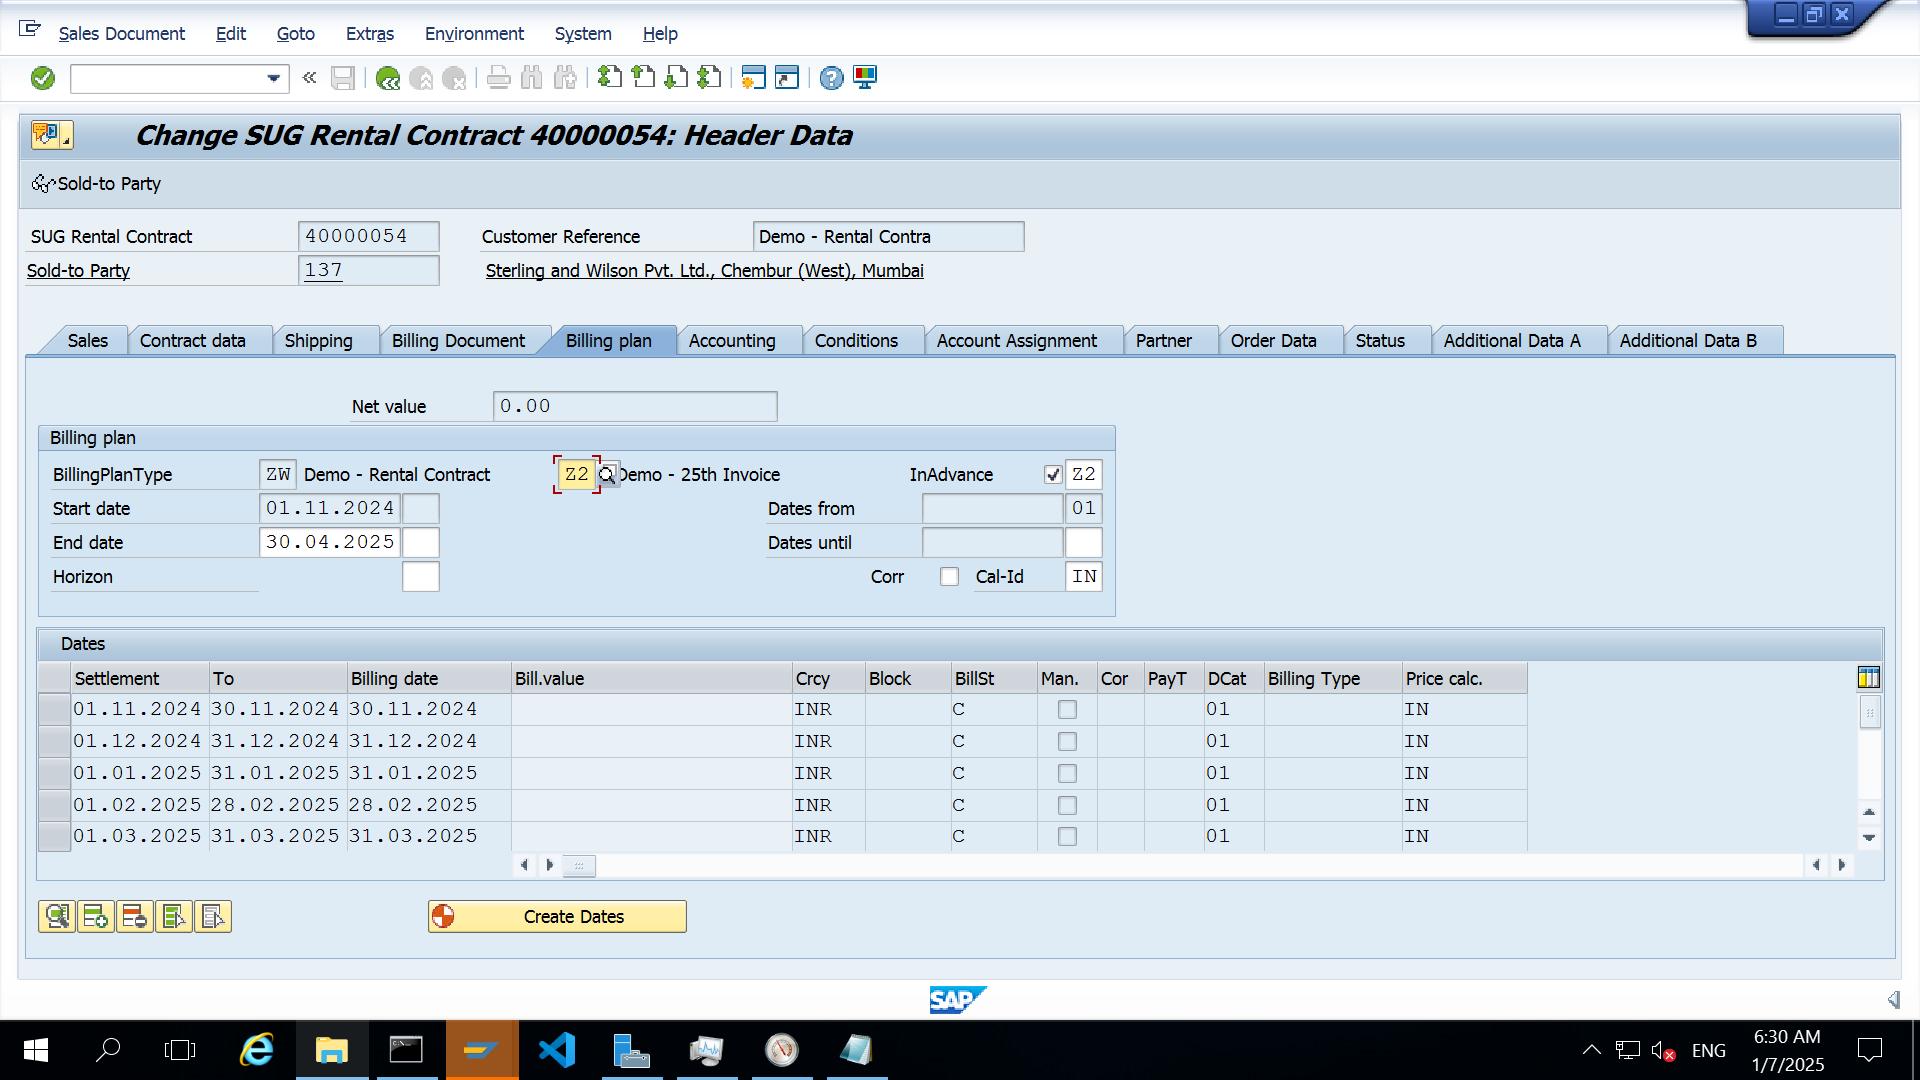 Sales Document Edit Goto Extras Environment System Help
Change SUG Rental Contract 40000054: Header Data
Sold-to Party
SUG Rental Contract 40000054 Customer Reference Demo - Rental Contra
Sold-to Party 137 Sterling and Wilson Pvt. Ltd., Chembur (West), Mumbai
Sales Contract data Shipping Billing Document Billing plan Accounting Conditions Account Assignment Partner Order Data Status Additional Data A Additional Data B
Net value 0.00
Billing plan
BillingPlanType ZW Demo - Rental Contract Z2 Demo - 25th Invoice InAdvance Z2
Start date 01.11.2024 Dates from 01
End date 30.04.2025 Dates until
Horizon Corr Cal-Id IN
Dates
Settlement To Billing date Bill.value Crcy Block BillSt Man. Cor PayT DCat Billing Type Price calc.
01.11.2024 30.11.2024 30.11.2024 INR C 01 IN
01.12.2024 31.12.2024 31.12.2024 INR C 01 IN
01.01.2025 31.01.2025 31.01.2025 INR C 01 IN
01.02.2025 28.02.2025 28.02.2025 INR C 01 IN
01.03.2025 31.03.2025 31.03.2025 INR C 01 IN
Create Dates
SAP
ENG
6:30 AM
1/7/2025